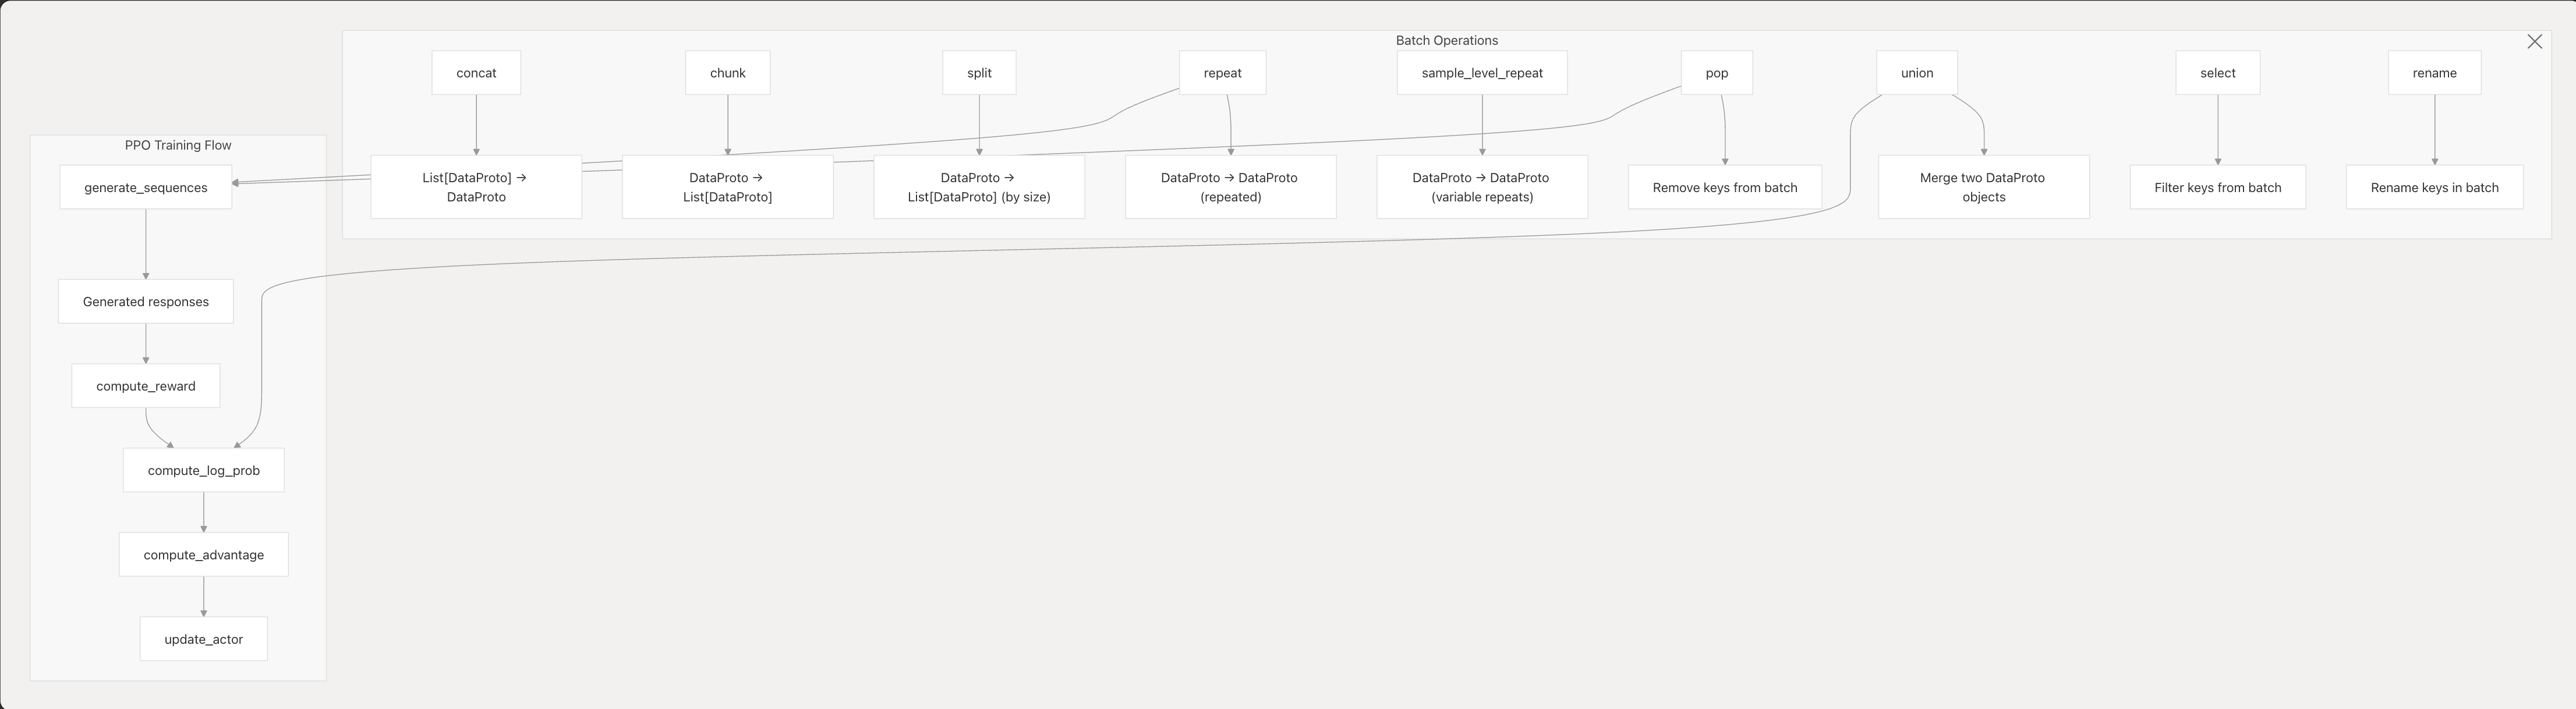 Batch Operations
concat
chunk
split
repeat
sample_level_repeat
pop
union
select
rename
List[DataProto] →
DataProto
DataProto →
List[DataProto]
DataProto →
List[DataProto] (by size)
DataProto → DataProto
(repeated)
DataProto → DataProto
(variable repeats)
Remove keys from batch
Merge two DataProto
objects
Filter keys from batch
Rename keys in batch
PPO Training Flow
generate_sequences
Generated responses
compute_reward
compute_log_prob
compute_advantage
update_actor